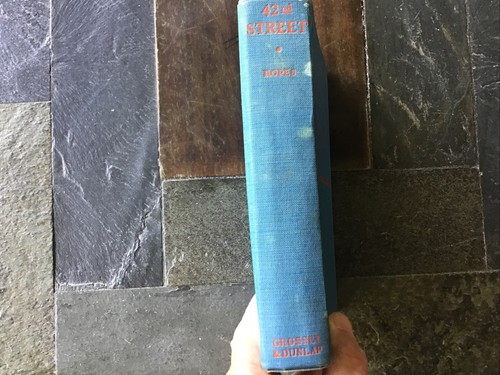 42nd
STREET
ROPES
GROSSET
& DUNLAP